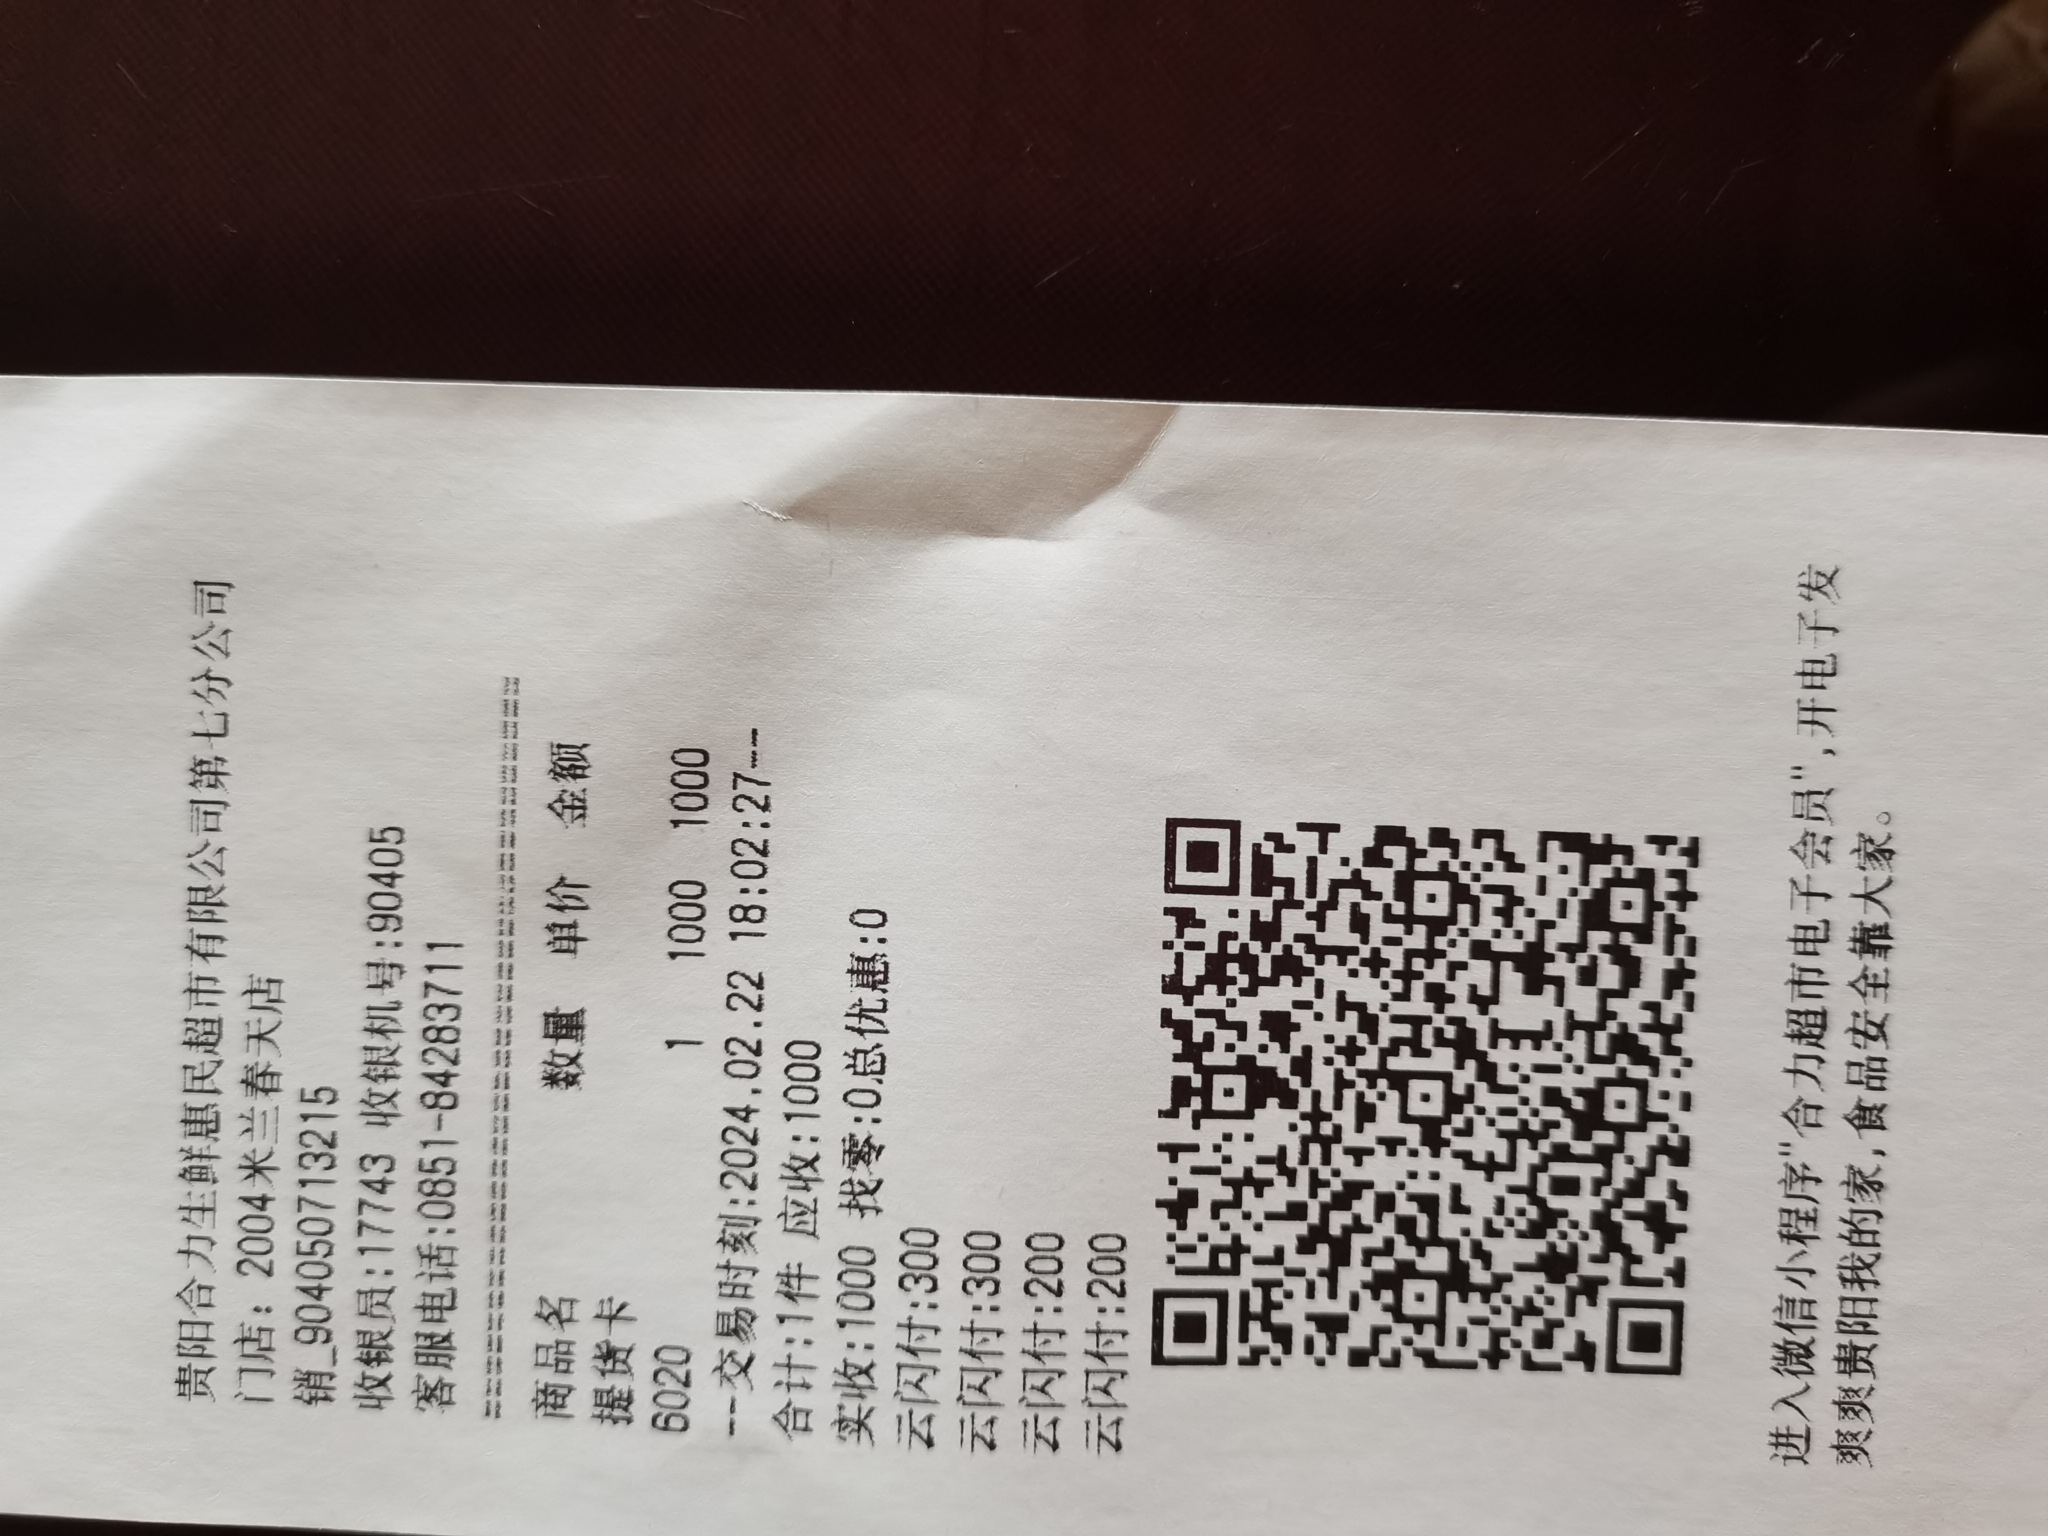 贵阳合力生鲜惠民超市有限公司第七分公司
门店: 2004米兰春天店
销_904050713215
收银员:17743 收银机号:90405
客服电话:0851-84283711
商品名 数量 单价 金额
提货卡
6020 1 1000 1000
--交易时刻:2024.02.22 18:02:27--
合计:1件 应收:1000
实收:1000 找零:0总优惠:0
云闪付:300
云闪付:300
云闪付:200
云闪付:200
进入微信小程序"合力超市电子会员",开电子发
爽爽贵阳我的家,食品安全靠大家。